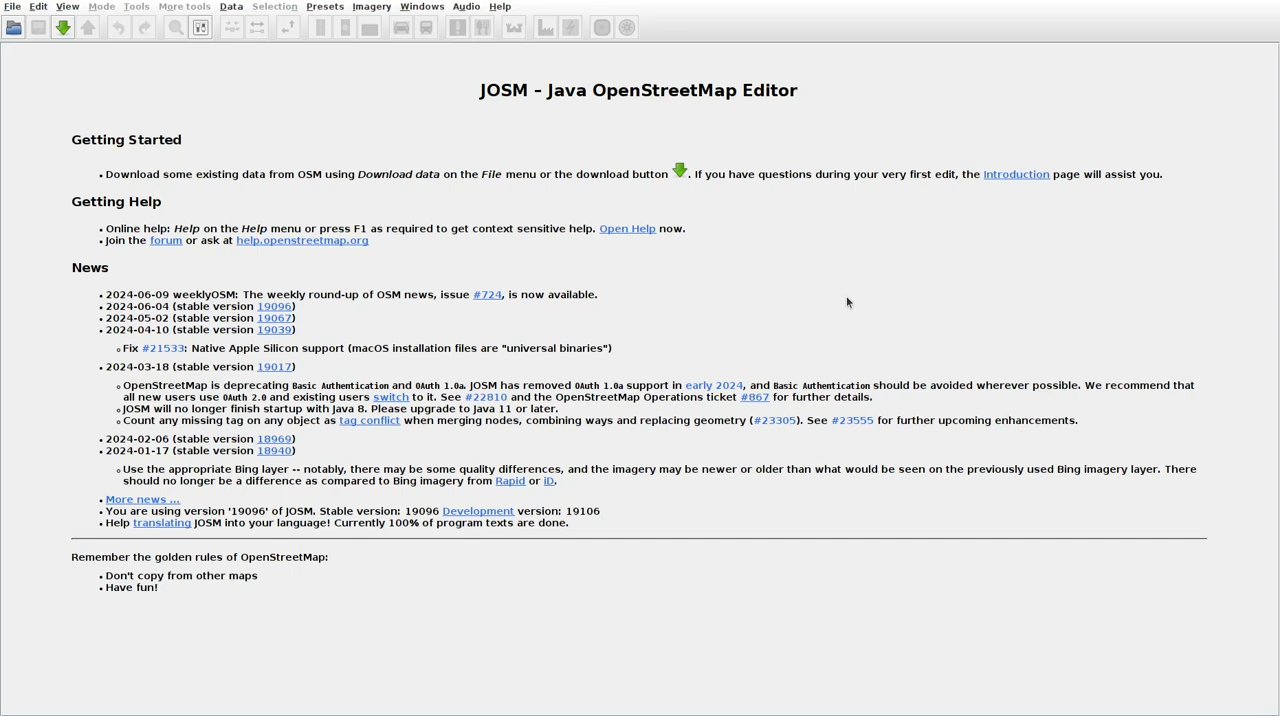 File Edit View Mode Tools More tools Data Selection Presets Imagery Windows Audio Help
JOSM – Java OpenStreetMap Editor
Getting Started
• Download some existing data from OSM using Download data on the File menu or the download button . If you have questions during your very first edit, the Introduction page will assist you.
Getting Help
• Online help: Help on the Help menu or press F1 as required to get context sensitive help. Open Help now.
• Join the forum or ask at help.openstreetmap.org
News
• 2024-06-09 weeklyOSM: The weekly round-up of OSM news, issue #724, is now available.
• 2024-06-04 (stable version 19096)
• 2024-05-02 (stable version 19067)
• 2024-04-10 (stable version 19039)
◦ Fix #21533: Native Apple Silicon support (macOS installation files are "universal binaries")
• 2024-03-18 (stable version 19017)
◦ OpenStreetMap is deprecating Basic Authentication and OAuth 1.0a. JOSM has removed OAuth 1.0a support in early 2024, and Basic Authentication should be avoided wherever possible. We recommend that
all new users use OAuth 2.0 and existing users switch to it. See #22810 and the OpenStreetMap Operations ticket #867 for further details.
◦ JOSM will no longer finish startup with Java 8. Please upgrade to Java 11 or later.
◦ Count any missing tag on any object as tag conflict when merging nodes, combining ways and replacing geometry (#23305). See #23555 for further upcoming enhancements.
• 2024-02-06 (stable version 18969)
• 2024-01-17 (stable version 18940)
◦ Use the appropriate Bing layer -- notably, there may be some quality differences, and the imagery may be newer or older than what would be seen on the previously used Bing imagery layer. There
should no longer be a difference as compared to Bing imagery from Rapid or iD.
• More news ...
• You are using version '19096' of JOSM. Stable version: 19096 Development version: 19106
• Help translating JOSM into your language! Currently 100% of program texts are done.
Remember the golden rules of OpenStreetMap:
• Don't copy from other maps
• Have fun!